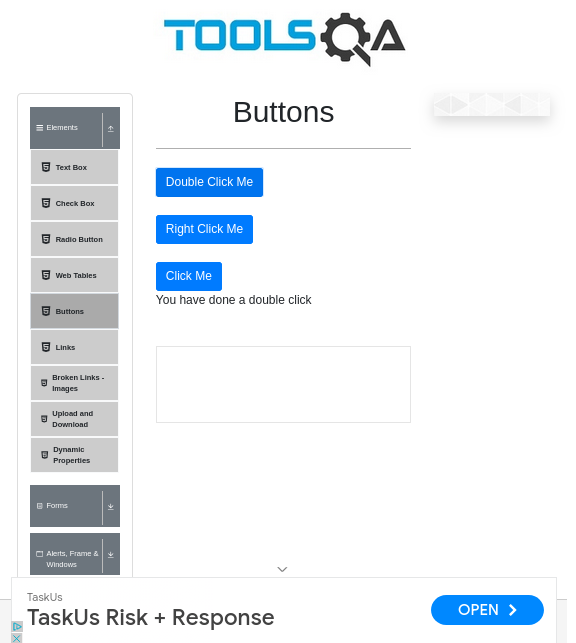 TOOLSQA
Elements
Text Box
Check Box
Radio Button
Web Tables
Buttons
Links
Broken Links -
Images
Upload and
Download
Dynamic
Properties
Forms
Alerts, Frame &
Windows
Buttons
Double Click Me
Right Click Me
Click Me
You have done a double click
TaskUs
TaskUs Risk + Response
OPEN